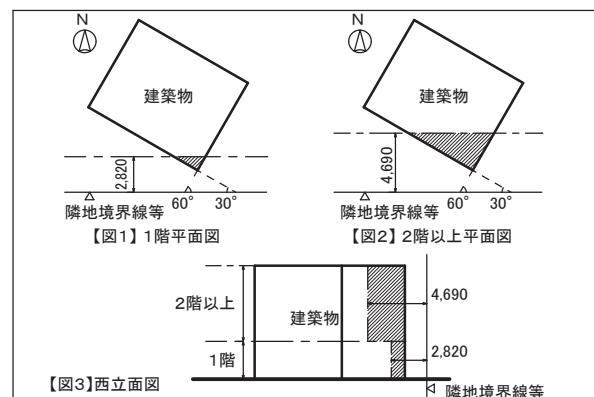 N
建築物
2,820
隣地境界線等
60°
30°
【図1】 1階平面図
N
建築物
4,690
隣地境界線等
60°
30°
【図2】 2階以上平面図
2階以上
建築物
4,690
1階
2,820
【図3】西立面図
隣地境界線等